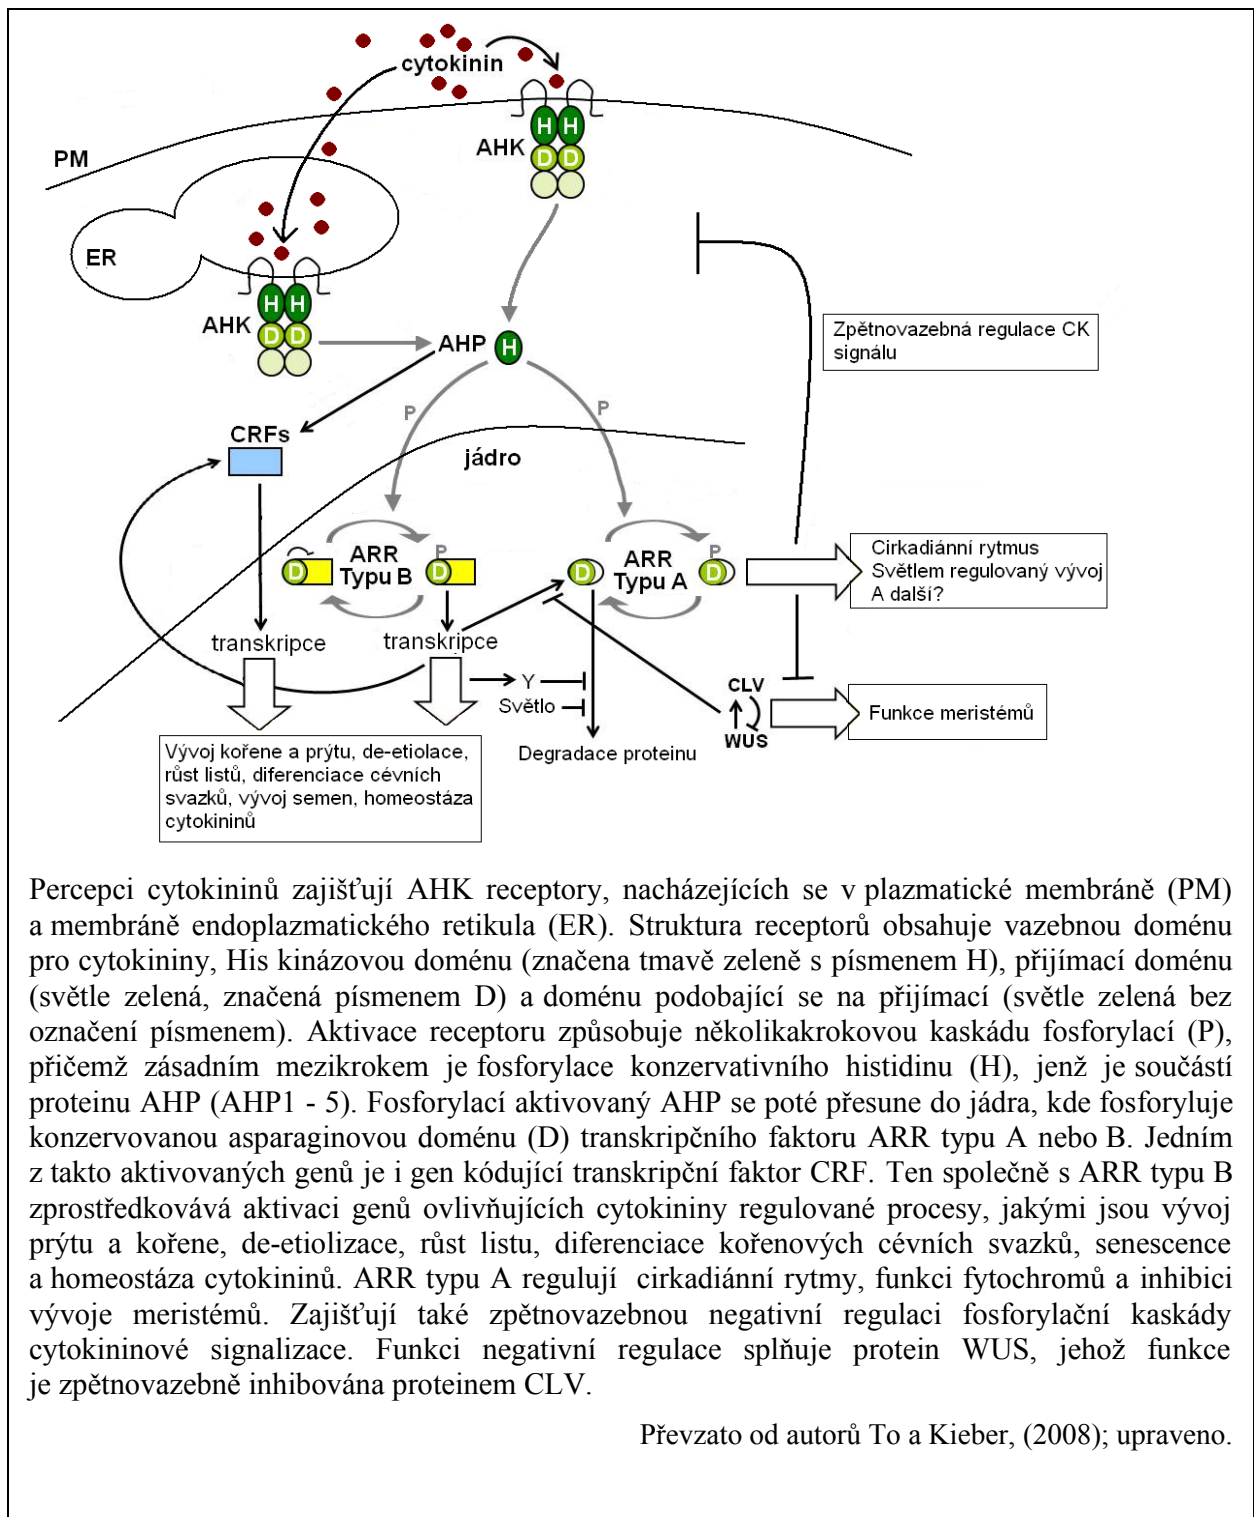 cytokinin
H H
AHK
D D
PM
ER
H H
AHK
D D
AHP H
Zpětnovazebná regulace CK
signálu
P
P
CRFs
jádro
P
D
ARR
Typu B
D
D
ARR
Typu A
P
D
Cirkadiánní rytmus
Světlem regulovaný vývoj
A další?
transkripce
transkripce
Y
Světlo
CLV
WUS
Funkce meristémů
Degradace proteinu
Vývoj kořene a prýtu, de-etiolace,
růst listů, diferenciace cévních
svazků, vývoj semen, homeostáza
cytokininů
Percepci cytokininů zajišťují AHK receptory, nacházejících se v plazmatické membráně (PM)
a membráně endoplazmatického retikula (ER). Struktura receptorů obsahuje vazebnou doménu
pro cytokininy, His kinázovou doménu (značena tmavě zeleně s písmenem H), přijímací doménu
(světle zelená, značená písmenem D) a doménu podobající se na přijímací (světle zelená bez
označení písmenem). Aktivace receptoru způsobuje několikakrokovou kaskádu fosforylací (P),
přičemž zásadním mezikrokem je fosforylace konzervativního histidinu (H), jenž je součástí
proteinu AHP (AHP1 - 5). Fosforylací aktivovaný AHP se poté přesune do jádra, kde fosforyluje
konzervovanou asparaginovou doménu (D) transkripčního faktoru ARR typu A nebo B. Jedním
z takto aktivovaných genů je i gen kódující transkripční faktor CRF. Ten společně s ARR typu B
zprostředkovává aktivaci genů ovlivňujících cytokininy regulované procesy, jakými jsou vývoj
prýtu a kořene, de-etiolizace, růst listu, diferenciace kořenových cévních svazků, senescence
a homeostáza cytokininů. ARR typu A regulují cirkadiánní rytmy, funkci fytochromů a inhibici
vývoje meristémů. Zajišťují také zpětnovazebnou negativní regulaci fosforylační kaskády
cytokininové signalizace. Funkci negativní regulace splňuje protein WUS, jehož funkce
je zpětnovazebně inhibována proteinem CLV.
Převzato od autorů To a Kieber, (2008); upraveno.